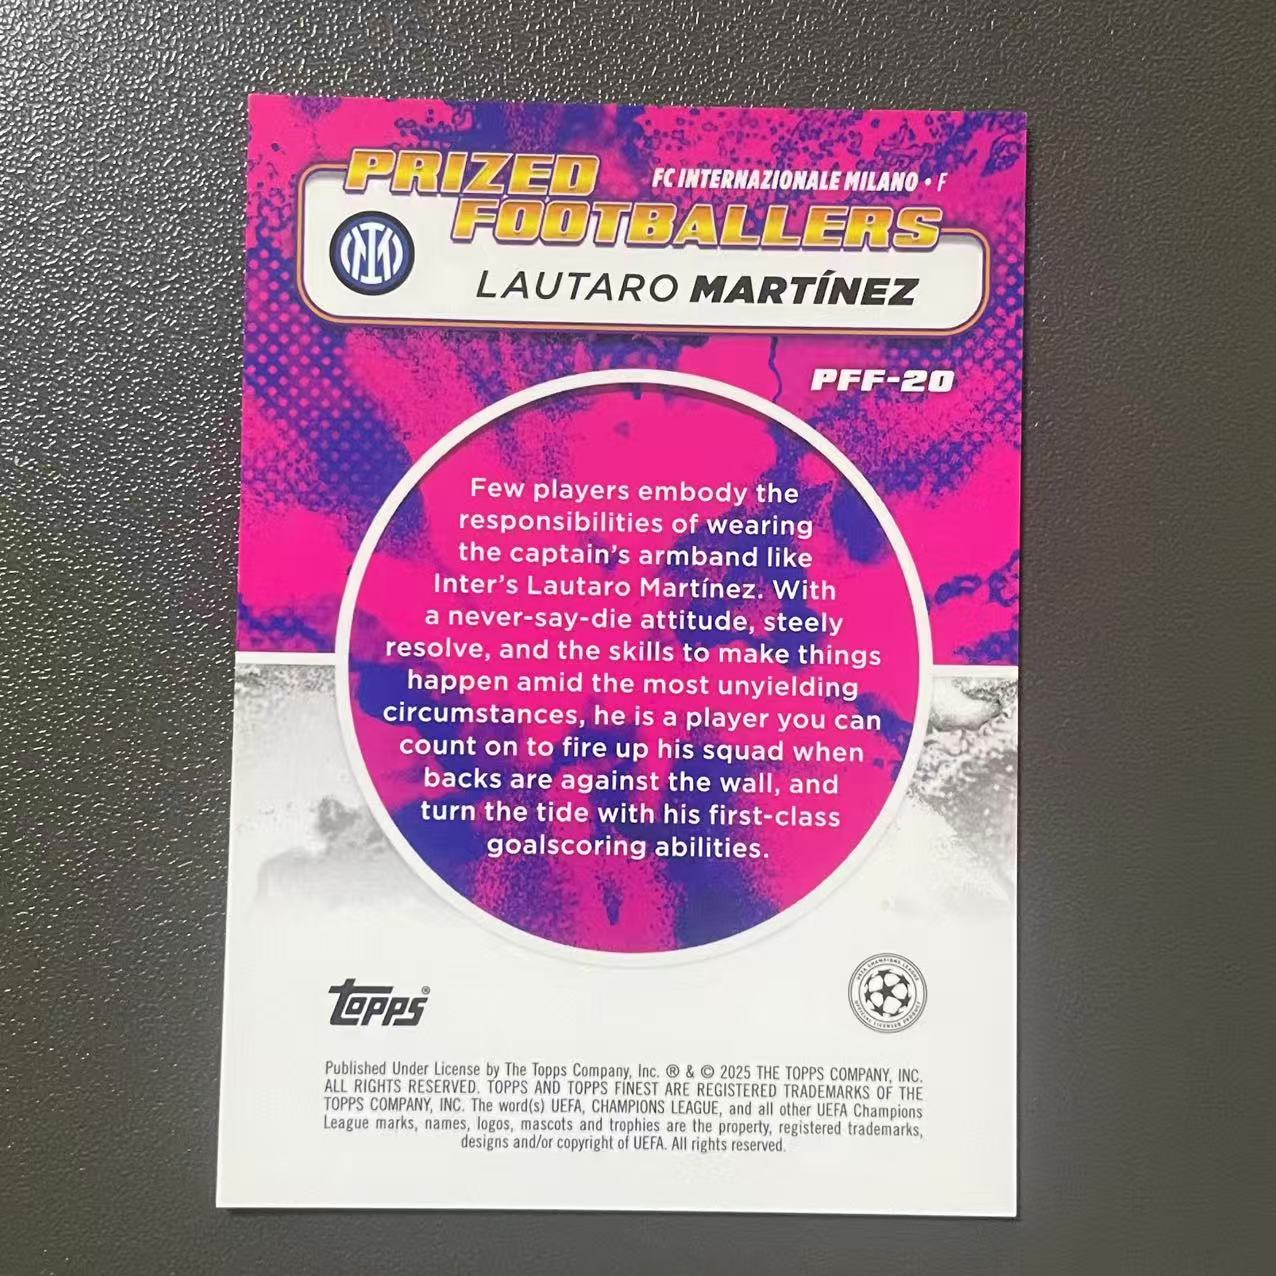 PRIZED
FC INTERNAZIONALE MILANO • F
FOOTBALLERS
LAUTARO MARTÍNEZ
PFF-20
Few players embody the
responsibilities of wearing
the captain's armband like
Inter's Lautaro Martínez. With
a never-say-die attitude, steely
resolve, and the skills to make things
happen amid the most unyielding
circumstances, he is a player you can
count on to fire up his squad when
backs are against the wall, and
turn the tide with his first-class
goalscoring abilities.
TOPPS®
UEFA CHAMPIONS LEAGUE
OFFICIAL LICENSED PRODUCT
Published Under License by The Topps Company, Inc. ® & © 2025 THE TOPPS COMPANY, INC.
ALL RIGHTS RESERVED. TOPPS AND TOPPS FINEST ARE REGISTERED TRADEMARKS OF THE
TOPPS COMPANY, INC. The word(s) UEFA, CHAMPIONS LEAGUE, and all other UEFA Champions
League marks, names, logos, mascots and trophies are the property, registered trademarks,
designs and/or copyright of UEFA. All rights reserved.